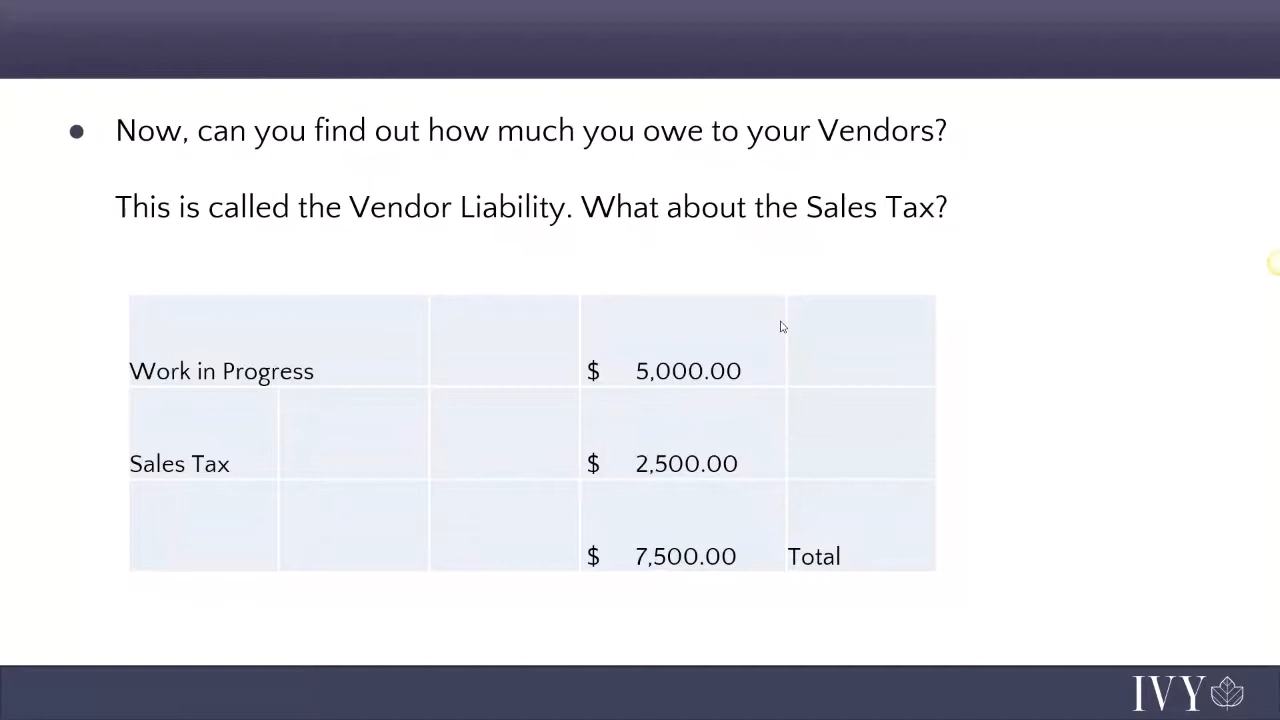 Now, can you find out how much you owe to your Vendors?
This is called the Vendor Liability. What about the Sales Tax?
Work in Progress $ 5,000.00
Sales Tax $ 2,500.00
$ 7,500.00 Total
IVY